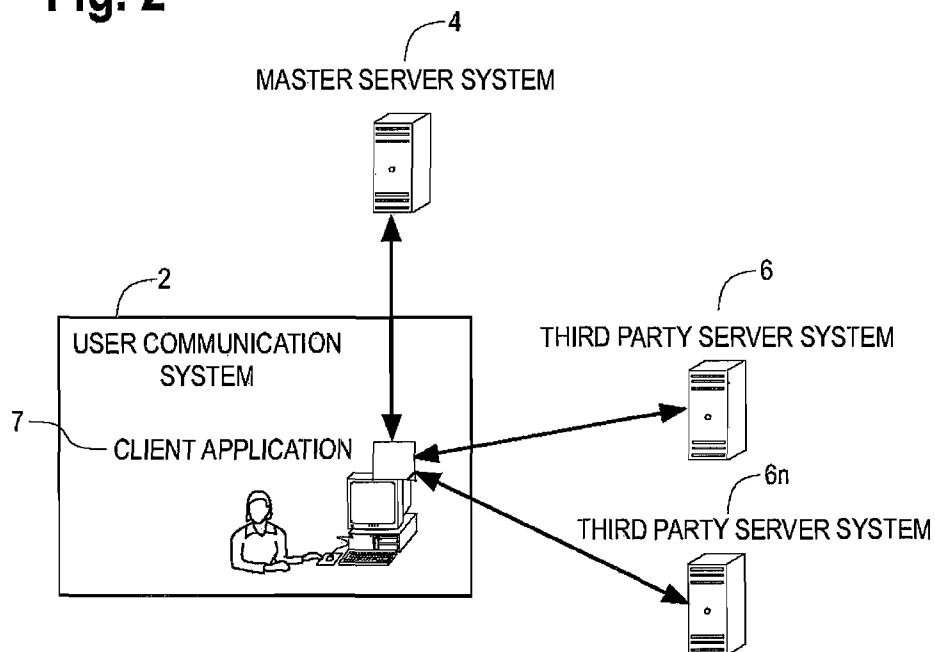 Fig. 2
4
MASTER SERVER SYSTEM
2
USER COMMUNICATION
SYSTEM
6
THIRD PARTY SERVER SYSTEM
7
CLIENT APPLICATION
6n
THIRD PARTY SERVER SYSTEM